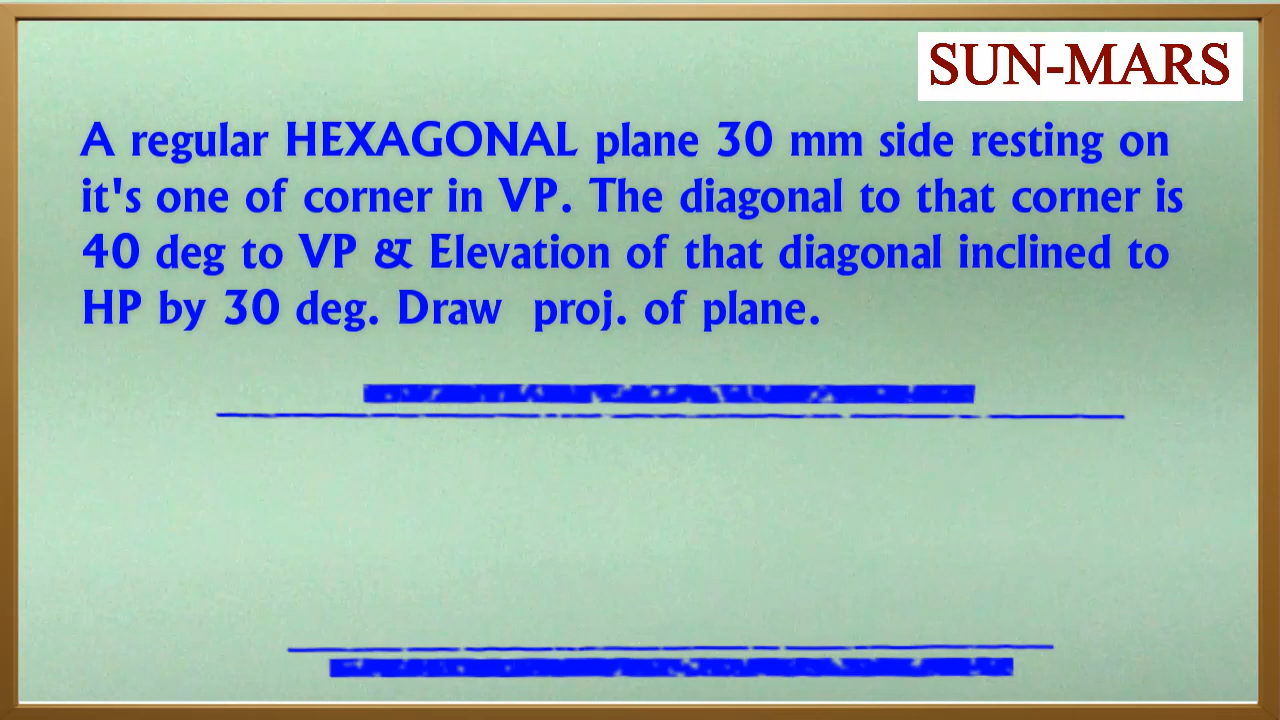 SUN-MARS
A regular HEXAGONAL plane 30 mm side resting on
it's one of corner in VP. The diagonal to that corner is
40 deg to VP & Elevation of that diagonal inclined to
HP by 30 deg. Draw proj. of plane.